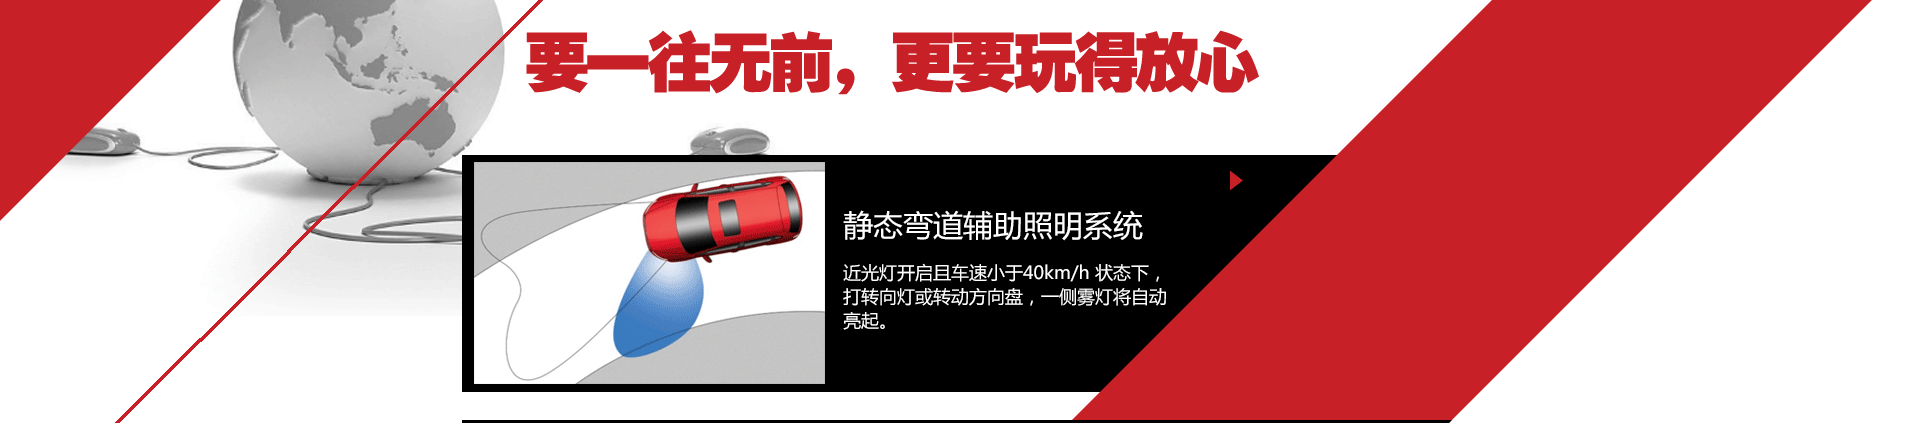 要一往无前，更要玩得放心
静态弯道辅助照明系统
近光灯开启且车速小于40km/h 状态下，
打转向灯或转动方向盘，一侧雾灯将自动
亮起。